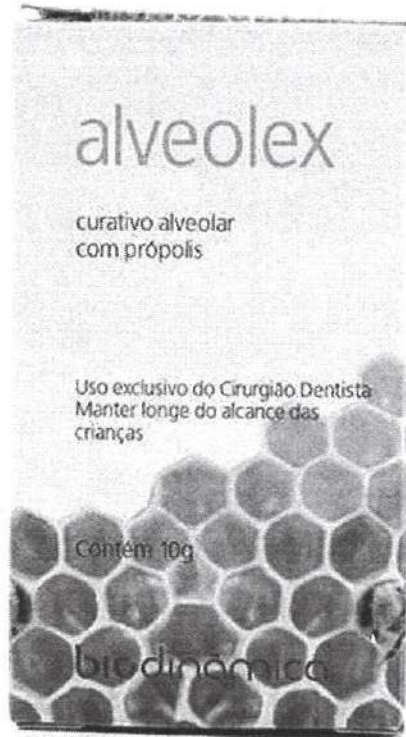 alveolex
curativo alveolar
com própolis
Uso exclusivo do Cirurgião Dentista
Manter longe do alcance das
crianças
Contém 10g
biodinâmica